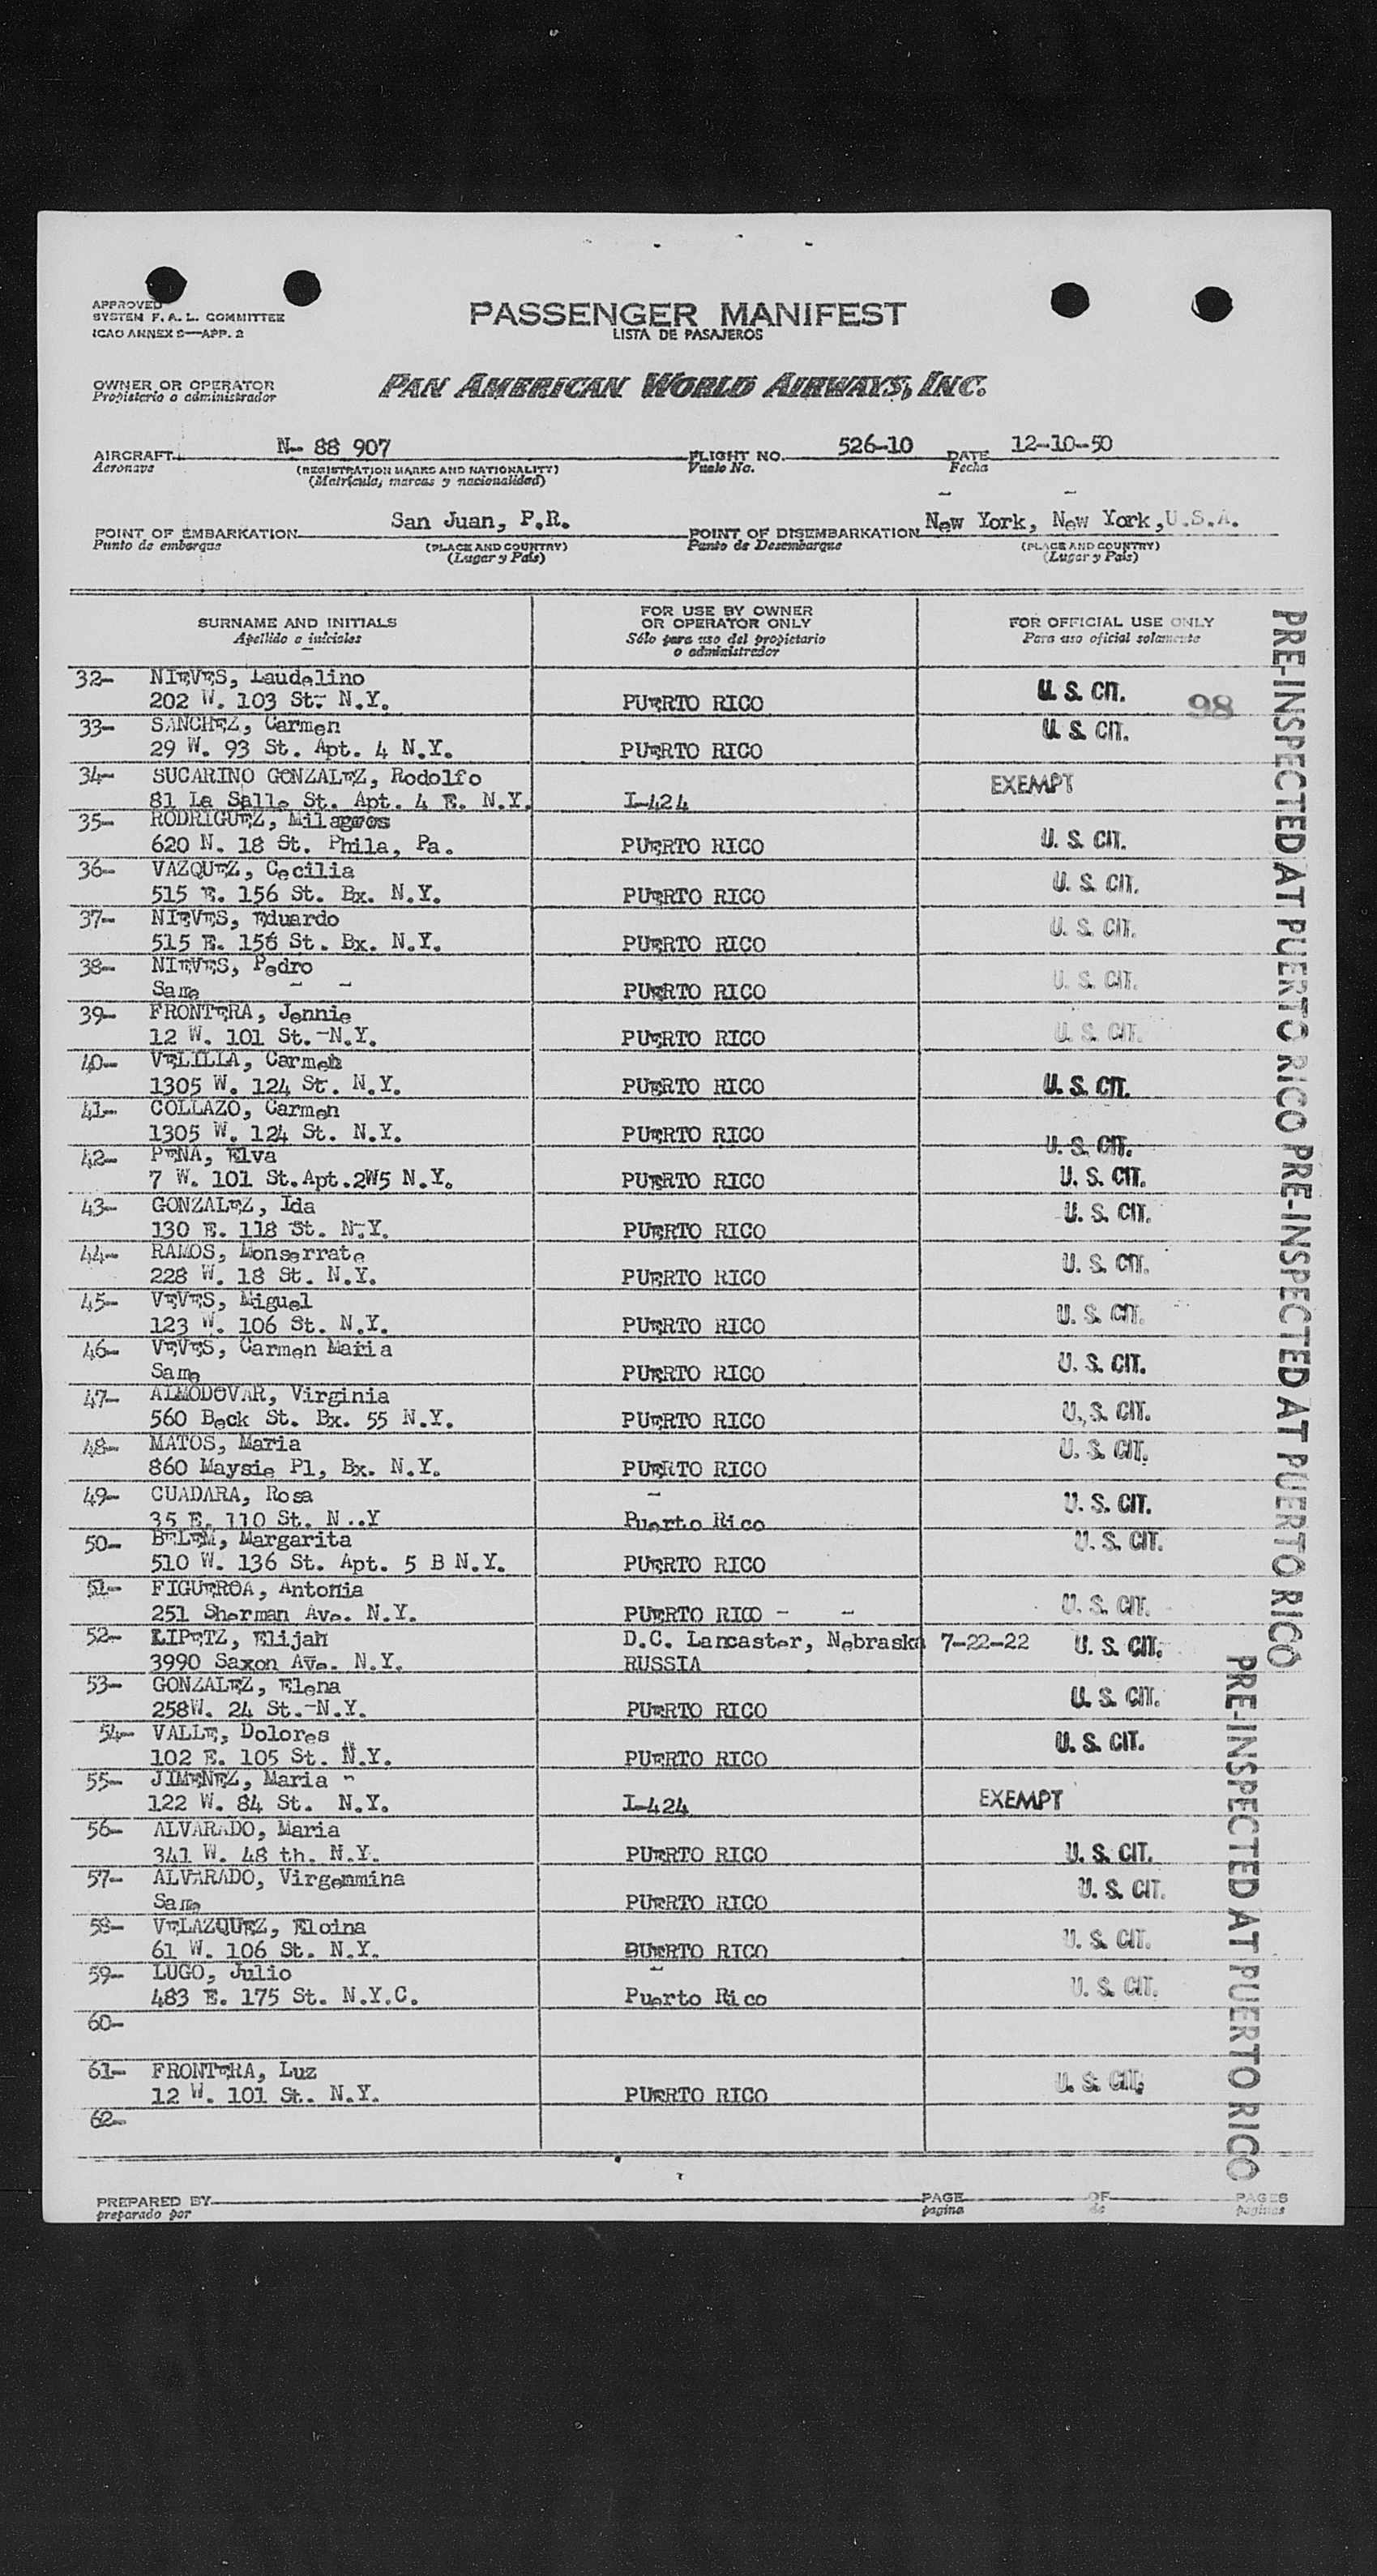 APPROVED
SYSTEM F. A. L. COMMITTEE
ICAO ANNEX 9—APP. 2
PASSENGER MANIFEST
LISTA DE PASAJEROS
OWNER OR OPERATOR
Propietario o administrador
PAN AMERICAN WORLD AIRWAYS, INC.
AIRCRAFT N- 88 907 FLIGHT NO. 526-10 DATE 12-10-50
Aeronave (REGISTRATION MARKS AND NATIONALITY) Vuelo No. Fecha
(Matrícula, marcas y nacionalidad)
POINT OF EMBARKATION San Juan, P.R. POINT OF DISEMBARKATION New York, New York,U.S.A.
Punto de embarque (PLACE AND COUNTRY) Punto de Desembarque (PLACE AND COUNTRY)
(Lugar y País) (Lugar y País)
SURNAME AND INITIALS FOR USE BY OWNER OR OPERATOR ONLY FOR OFFICIAL USE ONLY
Apellido e iniciales Sólo para uso del propietario o administrador Para uso oficial solamente
32- NIEVES, Laudelino
202 W. 103 St- N.Y. PUERTO RICO U. S. CIT. 98
33- SANCHEZ, Carmen U. S. CIT.
29 W. 93 St. Apt. 4 N.Y. PUERTO RICO
34- SUCARINO GONZALEZ, Rodolfo EXEMPT
81 La Salle St. Apt. 4 E. N.Y. I-424
35- RODRIGUEZ, Milagros
620 N. 18 St. Phila, Pa. PUERTO RICO U. S. CIT.
36- VAZQUEZ, Cecilia
515 E. 156 St. Bx. N.Y. PUERTO RICO U. S. CIT.
37- NIEVES, Eduardo
515 E. 156 St. Bx. N.Y. PUERTO RICO U. S. CIT.
38- NIEVES, Pedro
Same PUERTO RICO U. S. CIT.
39- FRONTERA, Jennie
12 W. 101 St.-N.Y. PUERTO RICO U. S. CIT.
40- VELILLA, Carmen
1305 W. 124 St. N.Y. PUERTO RICO U. S. CIT.
41- COLLAZO, Carmen
1305 W. 124 St. N.Y. PUERTO RICO U. S. CIT.
42- PENA, Elva
7 W. 101 St.Apt.2W5 N.Y. PUERTO RICO U. S. CIT.
43- GONZALEZ, Ida
130 E. 118 St. N.Y. PUERTO RICO U. S. CIT.
44- RAMOS, Monserrate
228 W. 18 St. N.Y. PUERTO RICO U. S. CIT.
45- VEVES, Miguel
123 W. 106 St. N.Y. PUERTO RICO U. S. CIT.
46- VEVES, Carmen Maria
Same PUERTO RICO U. S. CIT.
47- ALMODOVAR, Virginia
560 Beck St. Bx. 55 N.Y. PUERTO RICO U. S. CIT.
48- MATOS, Maria
860 Maysie Pl, Bx. N.Y. PUERTO RICO U. S. CIT.
49- CUADARA, Rosa
35 E. 110 St. N..Y Puerto Rico U. S. CIT.
50- BELEM, Margarita
510 W. 136 St. Apt. 5 B N.Y. PUERTO RICO U. S. CIT.
51- FIGUEROA, Antonia
251 Sherman Ave. N.Y. PUERTO RICO - - U. S. CIT.
52- LIPETZ, Elijah D.C. Lancaster, Nebraska 7-22-22 U. S. CIT.
3990 Saxon Ave. N.Y. RUSSIA
53- GONZALEZ, Elena
258W. 24 St.-N.Y. PUERTO RICO U. S. CIT.
54- VALLE, Dolores
102 E. 105 St. N.Y. PUERTO RICO U. S. CIT.
55- JIMENEZ, Maria
122 W. 84 St. N.Y. I-424 EXEMPT
56- ALVARADO, Maria
341 W. 48 th. N.Y. PUERTO RICO U. S. CIT.
57- ALVARADO, Virgenmina
Same PUERTO RICO U. S. CIT.
58- VELAZQUEZ, Eloina
61 W. 106 St. N.Y. PUERTO RICO U. S. CIT.
59- LUGO, Julio
483 E. 175 St. N.Y.C. Puerto Rico U. S. CIT.
60-
61- FRONTERA, Luz
12 W. 101 St. N.Y. PUERTO RICO U. S. CIT.
62-
PRE-INSPECTED AT PUERTO RICO
PRE-INSPECTED AT PUERTO RICO
PRE-INSPECTED AT PUERTO RICO
PREPARED BY PAGE OF PAGES
preparado por pagina de paginas